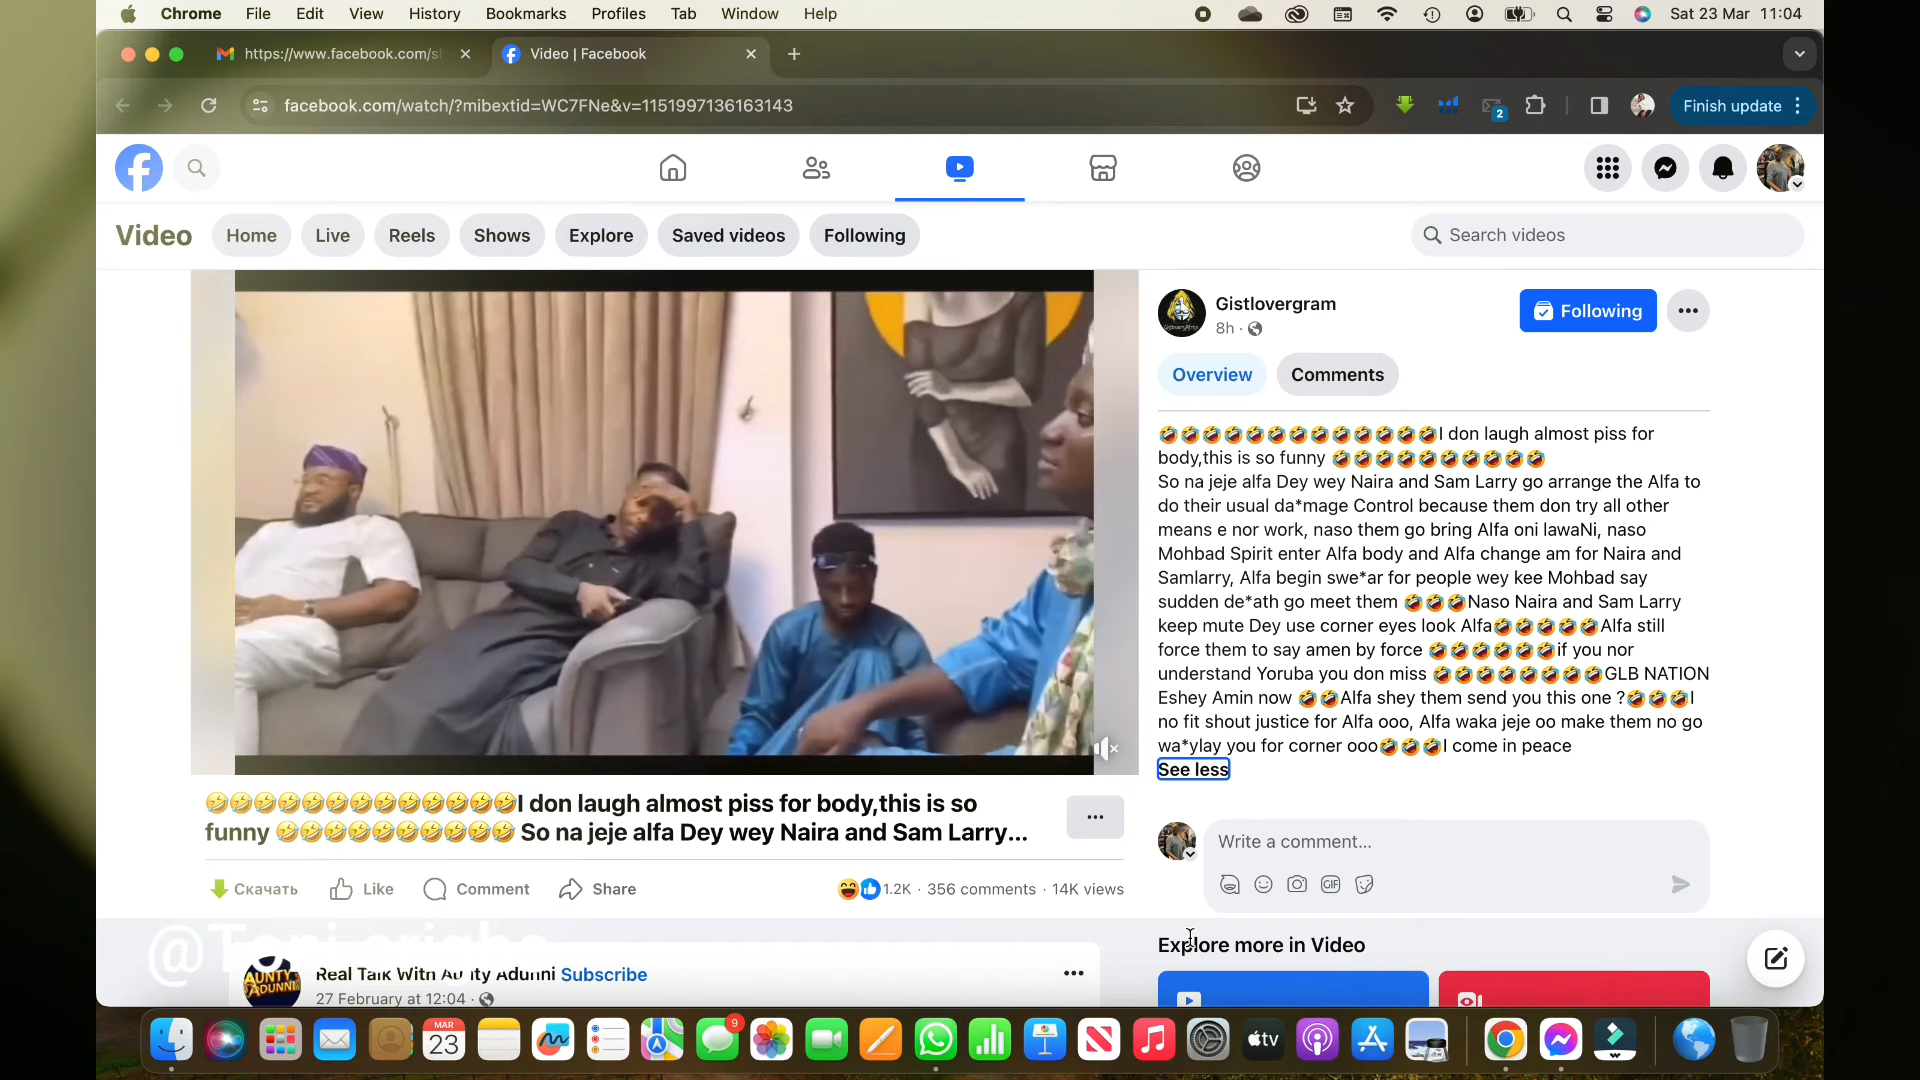 Chrome File Edit View History Bookmarks Profiles Tab Window Help
Sat 23 Mar 11:04
https://www.facebook.com/s
Video | Facebook
facebook.com/watch/?mibextid=WC7FNe&v=1151997136163143
2
Finish update
Video
Home
Live
Reels
Shows
Explore
Saved videos
Following
Search videos
Gistlovergram
8h ·
Following
Overview
Comments
🤣🤣🤣🤣🤣🤣🤣🤣🤣🤣🤣🤣🤣I don laugh almost piss for
body,this is so funny 🤣🤣🤣🤣🤣🤣🤣🤣🤣🤣
So na jeje alfa Dey wey Naira and Sam Larry go arrange the Alfa to
do their usual da*mage Control because them don try all other
means e nor work, naso them go bring Alfa oni lawaNi, naso
Mohbad Spirit enter Alfa body and Alfa change am for Naira and
Samlarry, Alfa begin swe*ar for people wey kee Mohbad say
sudden de*ath go meet them 🤣🤣🤣Naso Naira and Sam Larry
keep mute Dey use corner eyes look Alfa🤣🤣🤣🤣🤣Alfa still
force them to say amen by force 🤣🤣🤣🤣🤣🤣if you nor
understand Yoruba you don miss 🤣🤣🤣🤣🤣🤣🤣🤣GLB NATION
Eshey Amin now 🤣🤣Alfa shey them send you this one ?🤣🤣🤣I
no fit shout justice for Alfa ooo, Alfa waka jeje oo make them no go
wa*ylay you for corner ooo🤣🤣🤣I come in peace
See less
🤣🤣🤣🤣🤣🤣🤣🤣🤣🤣🤣🤣🤣I don laugh almost piss for body,this is so
funny 🤣🤣🤣🤣🤣🤣🤣🤣🤣🤣 So na jeje alfa Dey wey Naira and Sam Larry...
Скачать
Like
Comment
Share
1.2K · 356 comments · 14K views
Write a comment...
GIF
Explore more in Video
AUNTY
ADUNNI
Real Talk With Aunty Adunni Subscribe
27 February at 12:04 ·
MAR
23
9
tv